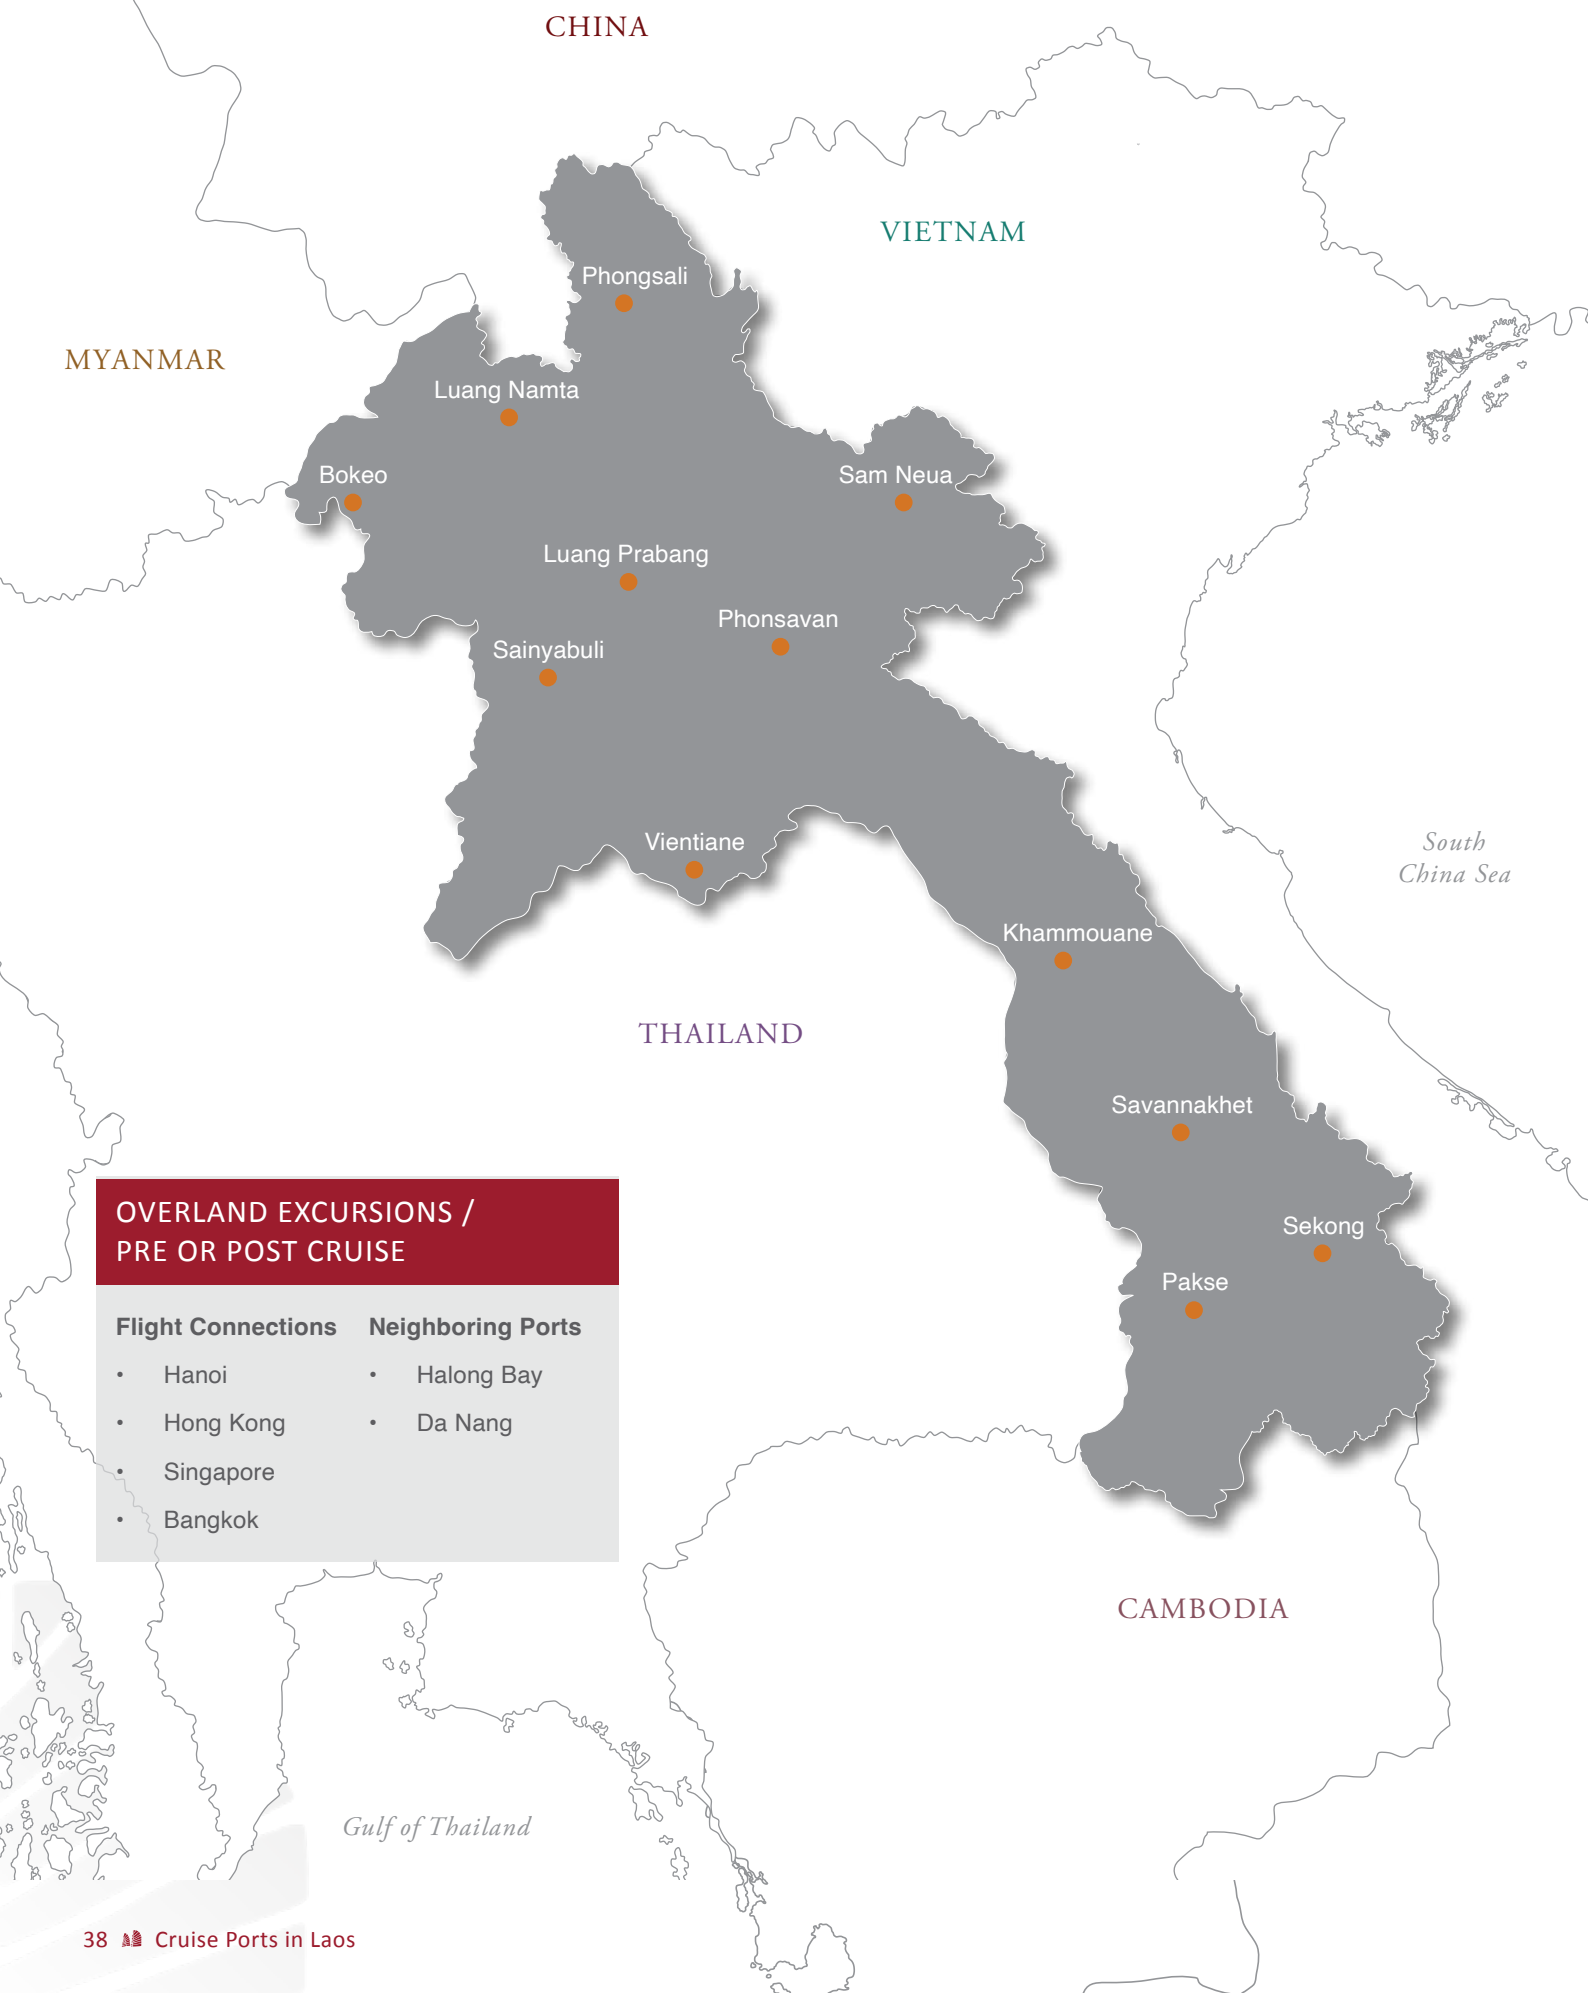 CHINA
VIETNAM
Phongsali
MYANMAR
Luang Namta
Bokeo
Sam Neua
Luang Prabang
Phonsavan
Sainyabuli
Vientiane
South
China Sea
Khammouane
THAILAND
Savannakhet
Sekong
Pakse
OVERLAND EXCURSIONS /
PRE OR POST CRUISE
Flight Connections
• Hanoi
• Hong Kong
• Singapore
• Bangkok
Neighboring Ports
• Halong Bay
• Da Nang
CAMBODIA
Gulf of Thailand
38 Cruise Ports in Laos